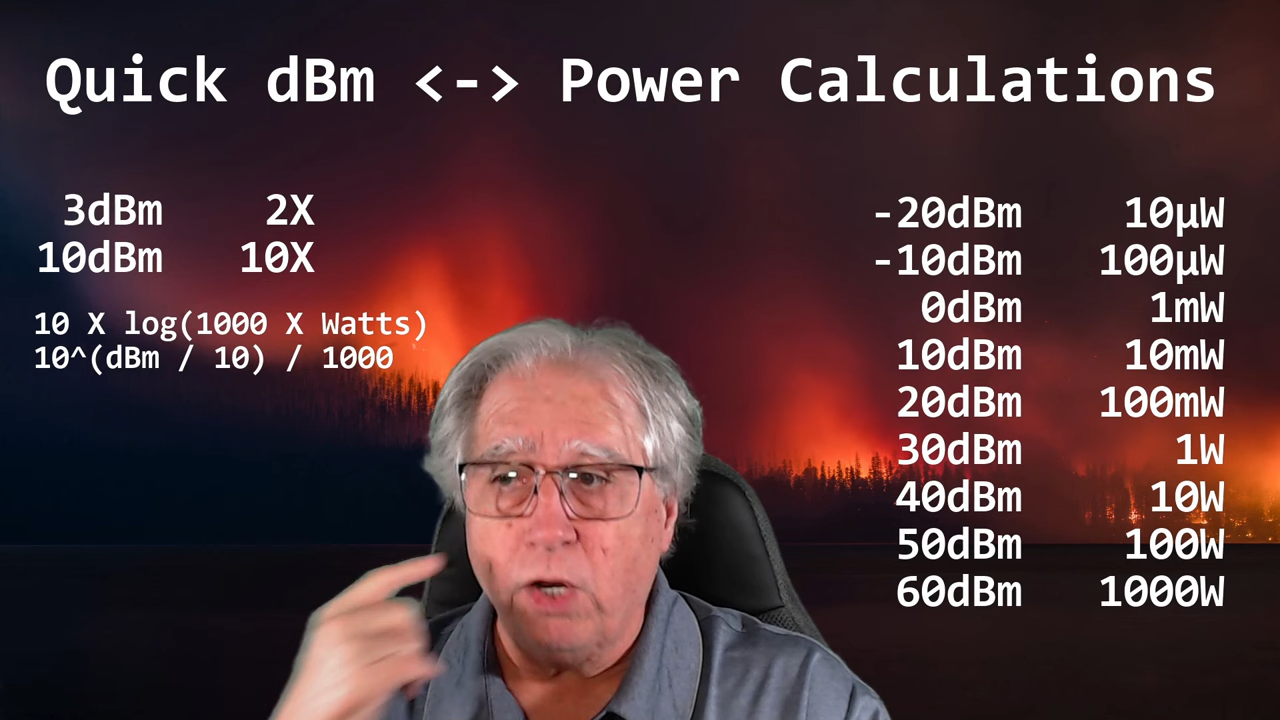 Quick dBm <-> Power Calculations
3dBm 2X
10dBm 10X
10 X log(1000 X Watts)
10^(dBm / 10) / 1000
-20dBm 10µW
-10dBm 100µW
0dBm 1mW
10dBm 10mW
20dBm 100mW
30dBm 1W
40dBm 10W
50dBm 100W
60dBm 1000W